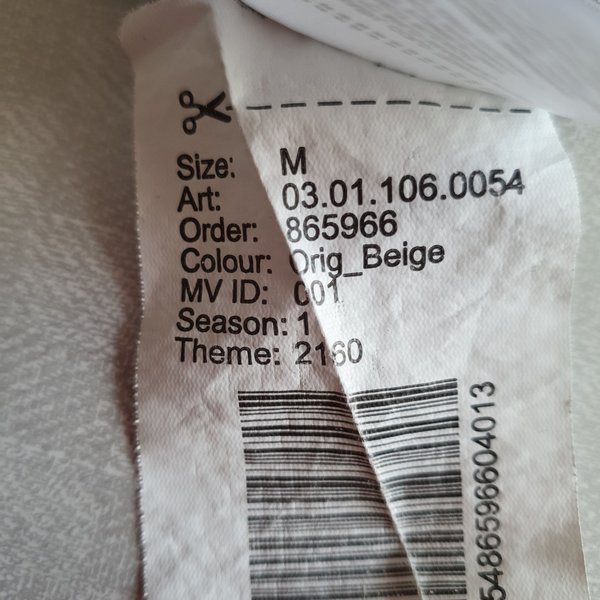 Size: M
Art: 03.01.106.0054
Order: 865966
Colour: Orig_Beige
MV ID: 001
Season: 1
Theme: 2160
5486596604013